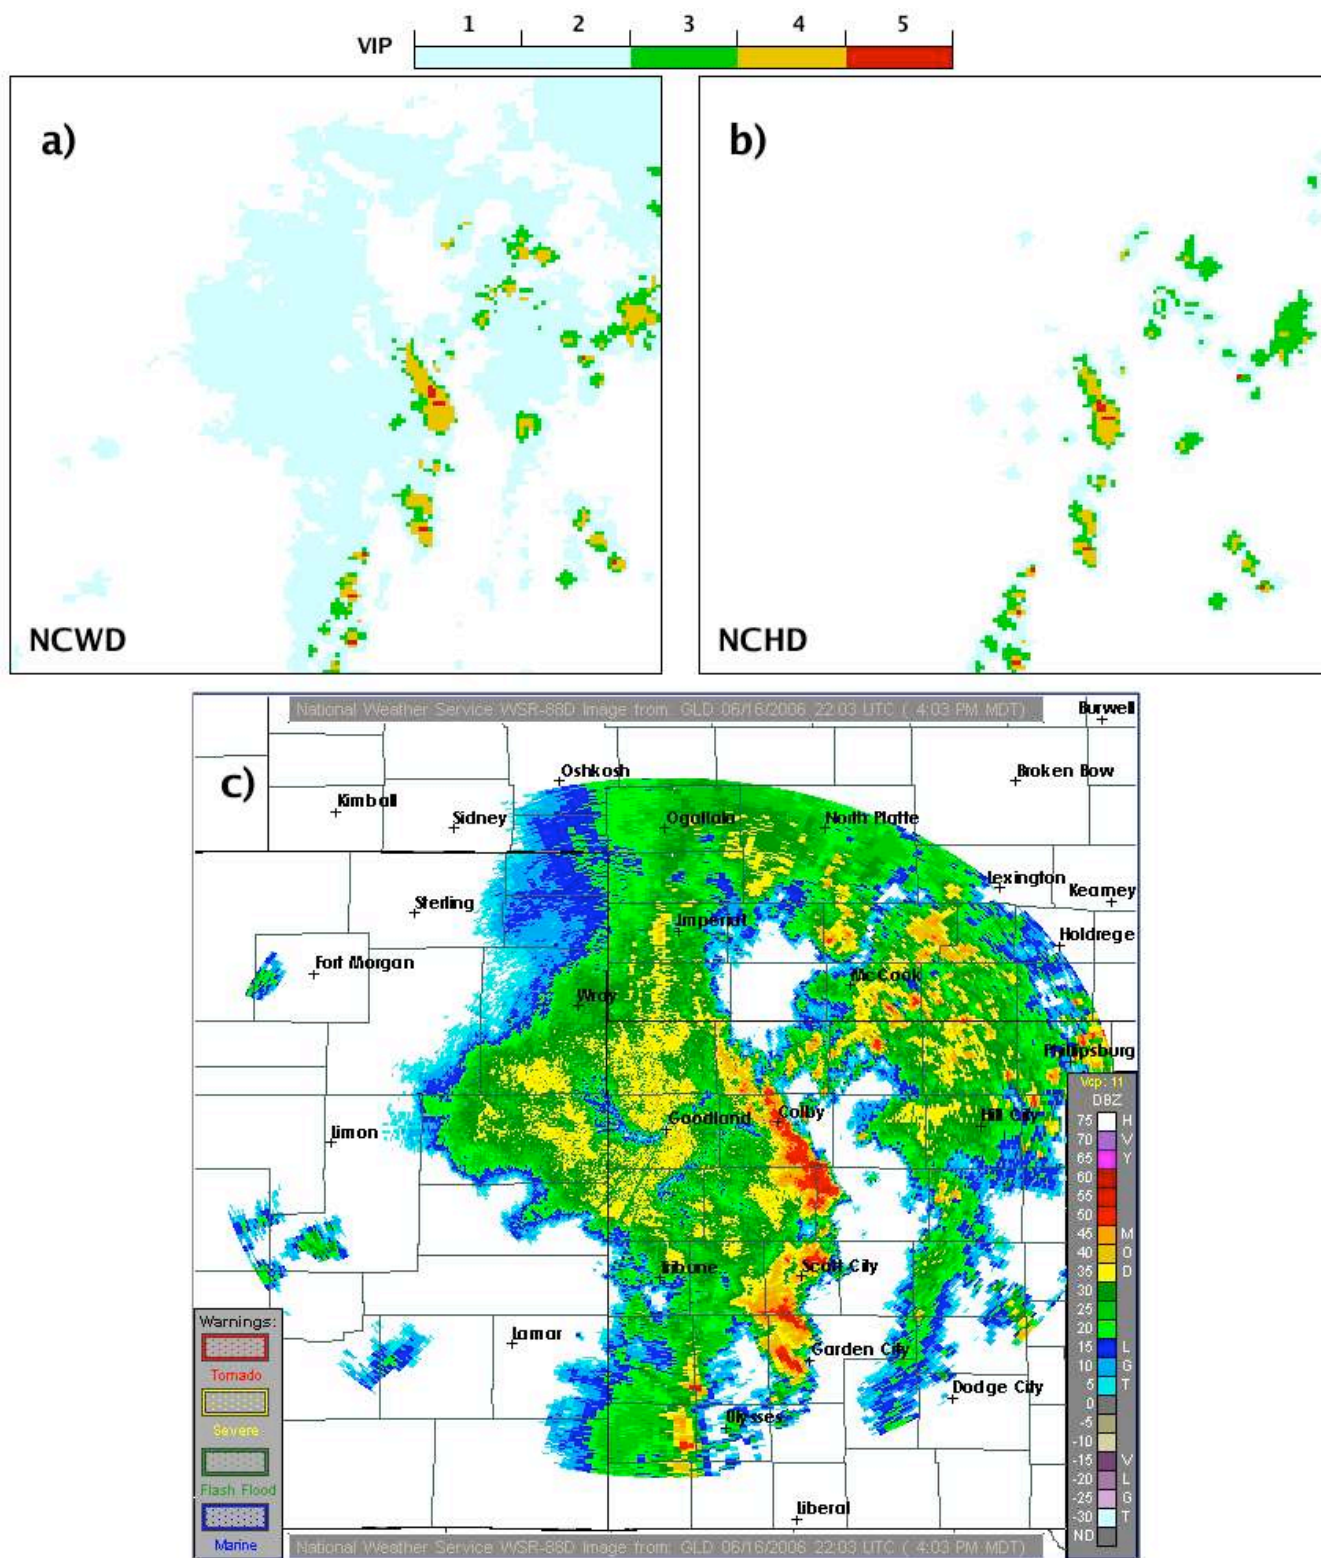 1 2 3 4 5
VIP
a)
b)
NCWD
NCHD
National Weather Service WSR-88D Image from: GLD 06/16/2006 22:03 UTC ( 4:03 PM MDT)
Burwell
c)
Oshkosh
Broken Bow
Kimball
Sidney
Ogallala
North Platte
Lexington
Kearney
Sterling
Imperial
Holdrege
Fort Morgan
McCook
Wray
Phillipsburg
Vcp: 11
DBZ
Limon
Goodland
Colby
Hill City
75 H
70 V
65 Y
60
55
50
45 M
40 O
35 D
30
25
20
15 L
10 G
5 T
0
-5
-10
-15 V
-20 L
-25 G
-30 T
ND
Tribune
Scott City
Warnings:
Tornado
Severe
Flash Flood
Marine
Lamar
Garden City
Dodge City
Ulysses
Liberal
National Weather Service WSR-88D Image from: GLD 06/16/2006 22:03 UTC ( 4:03 PM MDT)